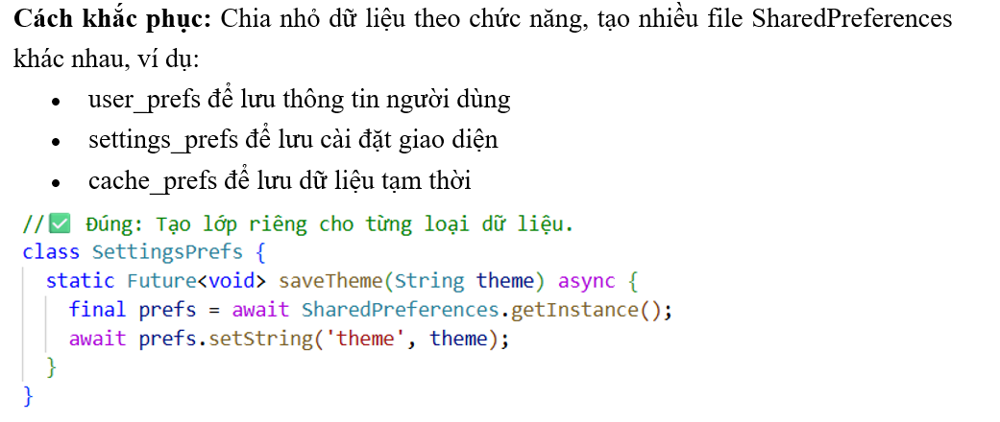 Cách khắc phục: Chia nhỏ dữ liệu theo chức năng, tạo nhiều file SharedPreferences
khác nhau, ví dụ:
• user_prefs để lưu thông tin người dùng
• settings_prefs để lưu cài đặt giao diện
• cache_prefs để lưu dữ liệu tạm thời
//✅ Đúng: Tạo lớp riêng cho từng loại dữ liệu.
class SettingsPrefs {
  static Future<void> saveTheme(String theme) async {
    final prefs = await SharedPreferences.getInstance();
    await prefs.setString('theme', theme);
  }
}